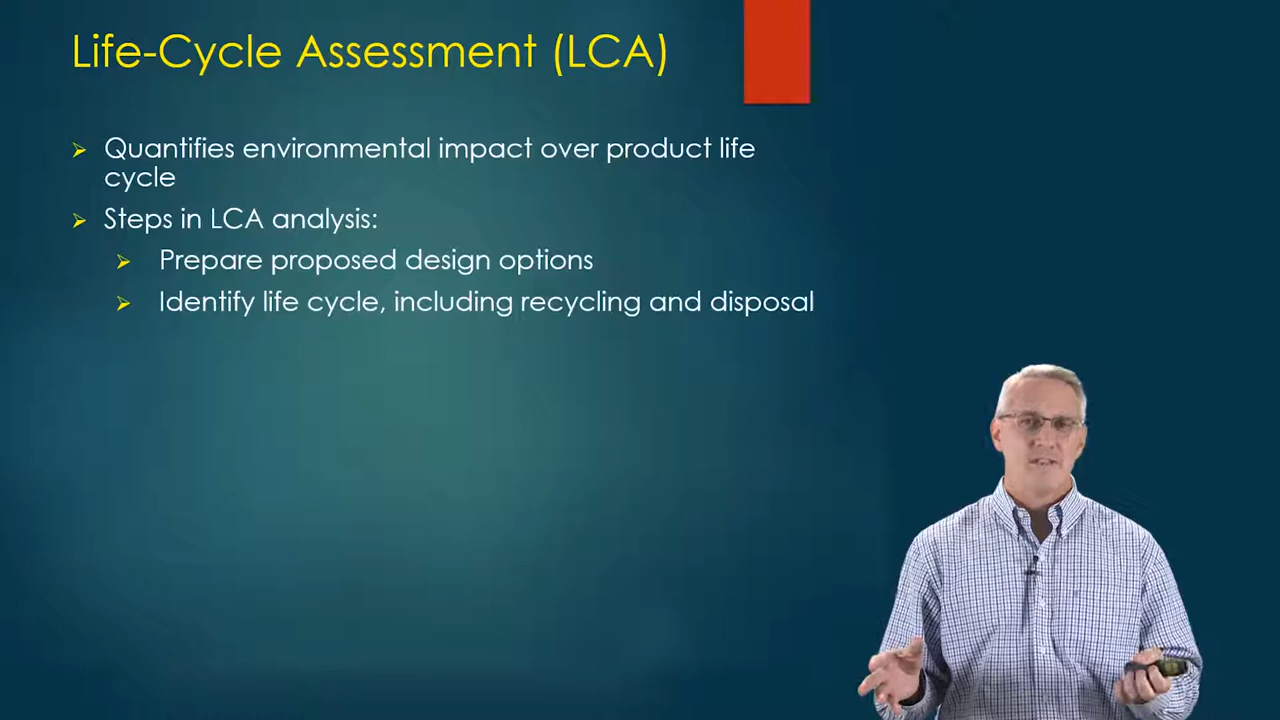 Life-Cycle Assessment (LCA)
Quantifies environmental impact over product life
cycle
Steps in LCA analysis:
Prepare proposed design options
Identify life cycle, including recycling and disposal